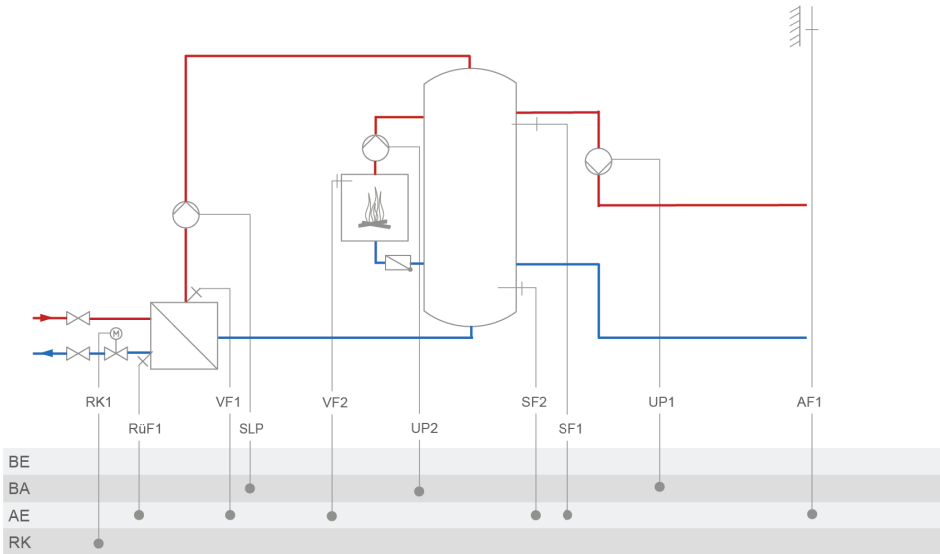 M
RK1 VF1 VF2 SF2 UP1 AF1
RüF1 SLP UP2 SF1
BE
BA
AE
RK